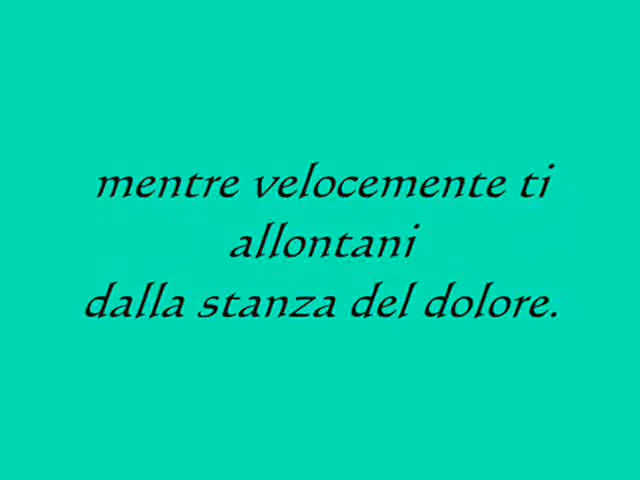 mentre velocemente ti
allontani
dalla stanza del dolore.